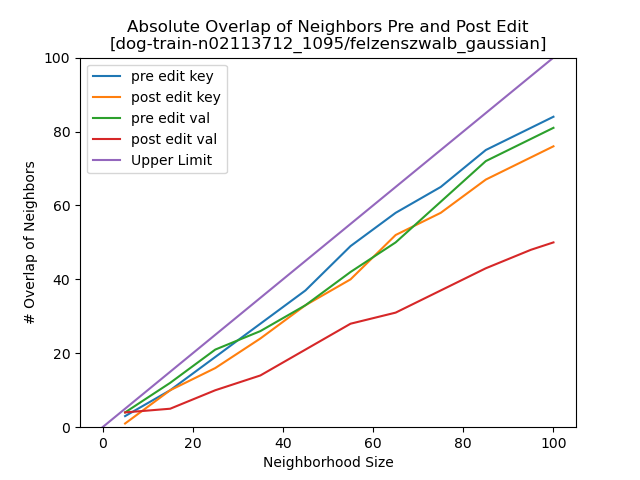 Absolute Overlap of Neighbors Pre and Post Edit
[dog-train-n02113712_1095/felzenszwalb_gaussian]
pre edit key
post edit key
pre edit val
post edit val
Upper Limit
# Overlap of Neighbors
100
80
60
40
20
0
0 20 40 60 80 100
Neighborhood Size